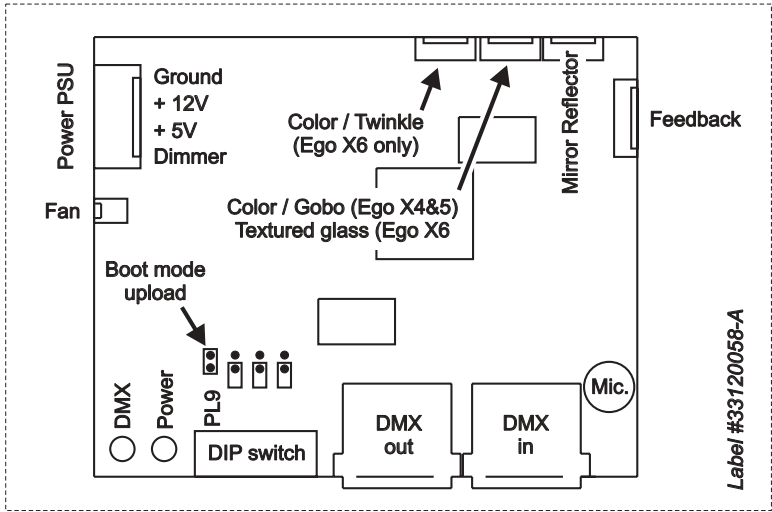 Power PSU
Ground
+ 12V
+ 5V
Dimmer
Color / Twinkle
(Ego X6 only)
Mirror Reflector
Feedback
Fan
Color / Gobo (Ego X4&5)
Textured glass (Ego X6
Boot mode
upload
DMX
Power
PL9
DIP switch
DMX
out
DMX
in
Mic.
Label #33120058-A